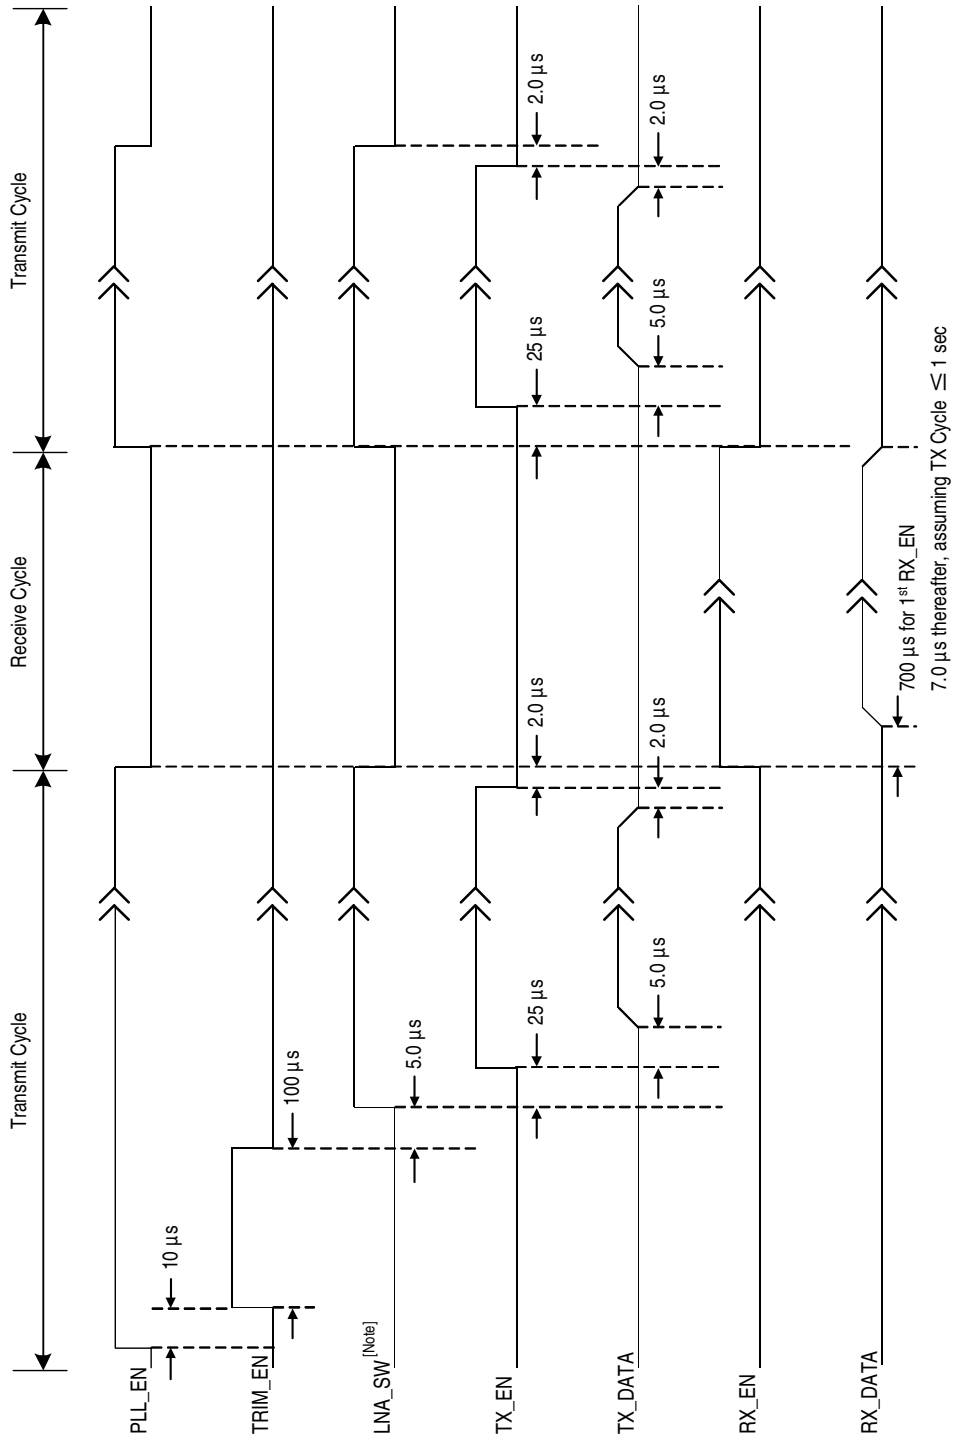 Transmit Cycle
Receive Cycle
Transmit Cycle
PLL_EN
10 µs
TRIM_EN
100 µs
LNA_SW [Note]
5.0 µs
TX_EN
25 µs
2.0 µs
25 µs
2.0 µs
TX_DATA
5.0 µs
2.0 µs
5.0 µs
2.0 µs
RX_EN
RX_DATA
700 µs for 1st RX_EN
7.0 µs thereafter, assuming TX Cycle ≤ 1 sec